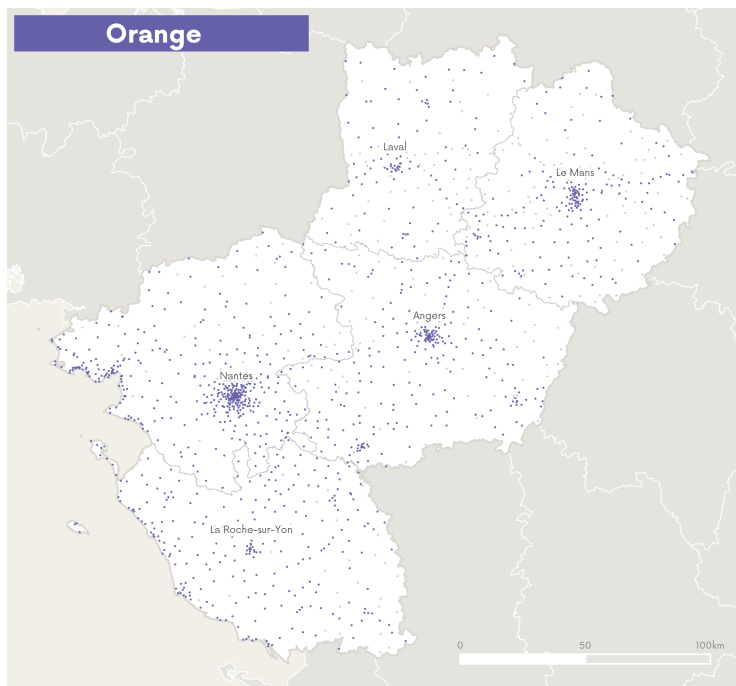 Orange
Laval
Le Mans
Angers
Nantes
La Roche-sur-Yon
0 50 100km